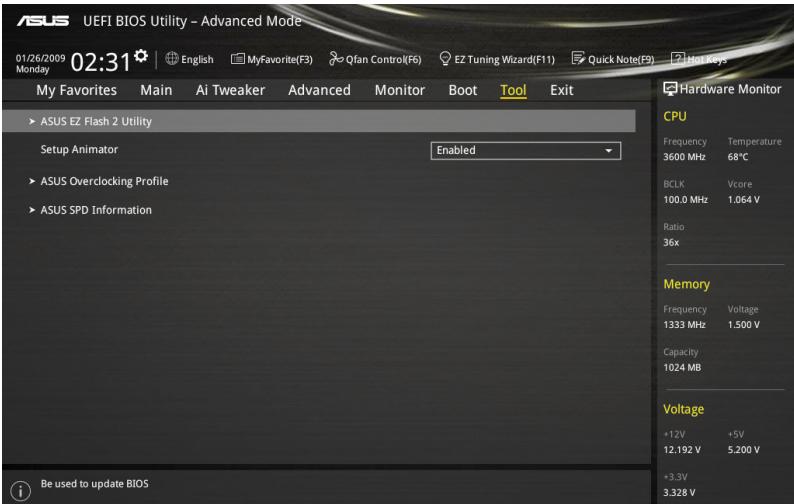 ASUS UEFI BIOS Utility – Advanced Mode
01/26/2009 Monday 02:31 English MyFavorite(F3) Qfan Control(F6) EZ Tuning Wizard(F11) Quick Note(F9) Hot Keys
My Favorites Main Ai Tweaker Advanced Monitor Boot Tool Exit
Hardware Monitor
ASUS EZ Flash 2 Utility
Setup Animator Enabled
ASUS Overclocking Profile
ASUS SPD Information
CPU
Frequency Temperature
3600 MHz 68°C
BCLK Vcore
100.0 MHz 1.064 V
Ratio
36x
Memory
Frequency Voltage
1333 MHz 1.500 V
Capacity
1024 MB
Voltage
+12V +5V
12.192 V 5.200 V
+3.3V
3.328 V
Be used to update BIOS